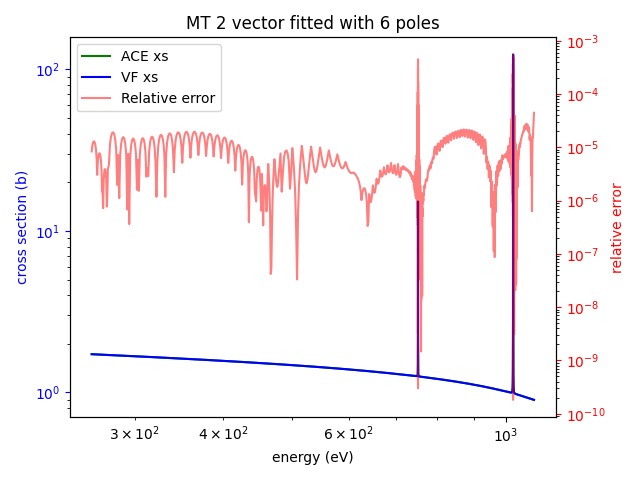 MT 2 vector fitted with 6 poles
ACE xs
VF xs
Relative error
10²
10¹
10⁰
cross section (b)
10⁻³
10⁻⁴
10⁻⁵
10⁻⁶
10⁻⁷
10⁻⁸
10⁻⁹
10⁻¹⁰
relative error
3 × 10² 4 × 10² 6 × 10² 10³
energy (eV)